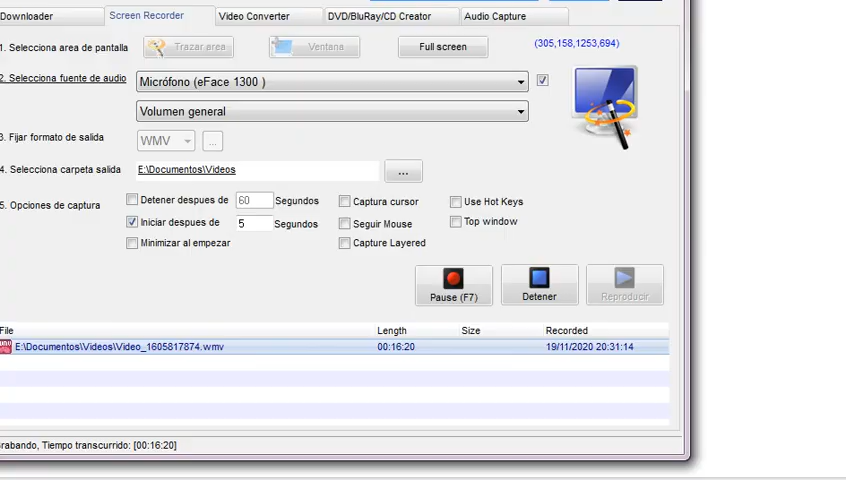 Downloader Screen Recorder Video Converter DVD/BluRay/CD Creator Audio Capture
1. Selecciona area de pantalla Trazar area Ventana Full screen (305,158,1253,694)
2. Selecciona fuente de audio Micrófono (eFace 1300 )
Volumen general
3. Fijar formato de salida WMV ...
4. Selecciona carpeta salida E:\Documentos\Videos ...
5. Opciones de captura
Detener despues de 60 Segundos Captura cursor Use Hot Keys
Iniciar despues de 5 Segundos Seguir Mouse Top window
Minimizar al empezar Capture Layered
Pause (F7) Detener Reproducir
File Length Size Recorded
E:\Documentos\Videos\Video_1605817874.wmv 00:16:20 19/11/2020 20:31:14
Grabando, Tiempo transcurrido: [00:16:20]